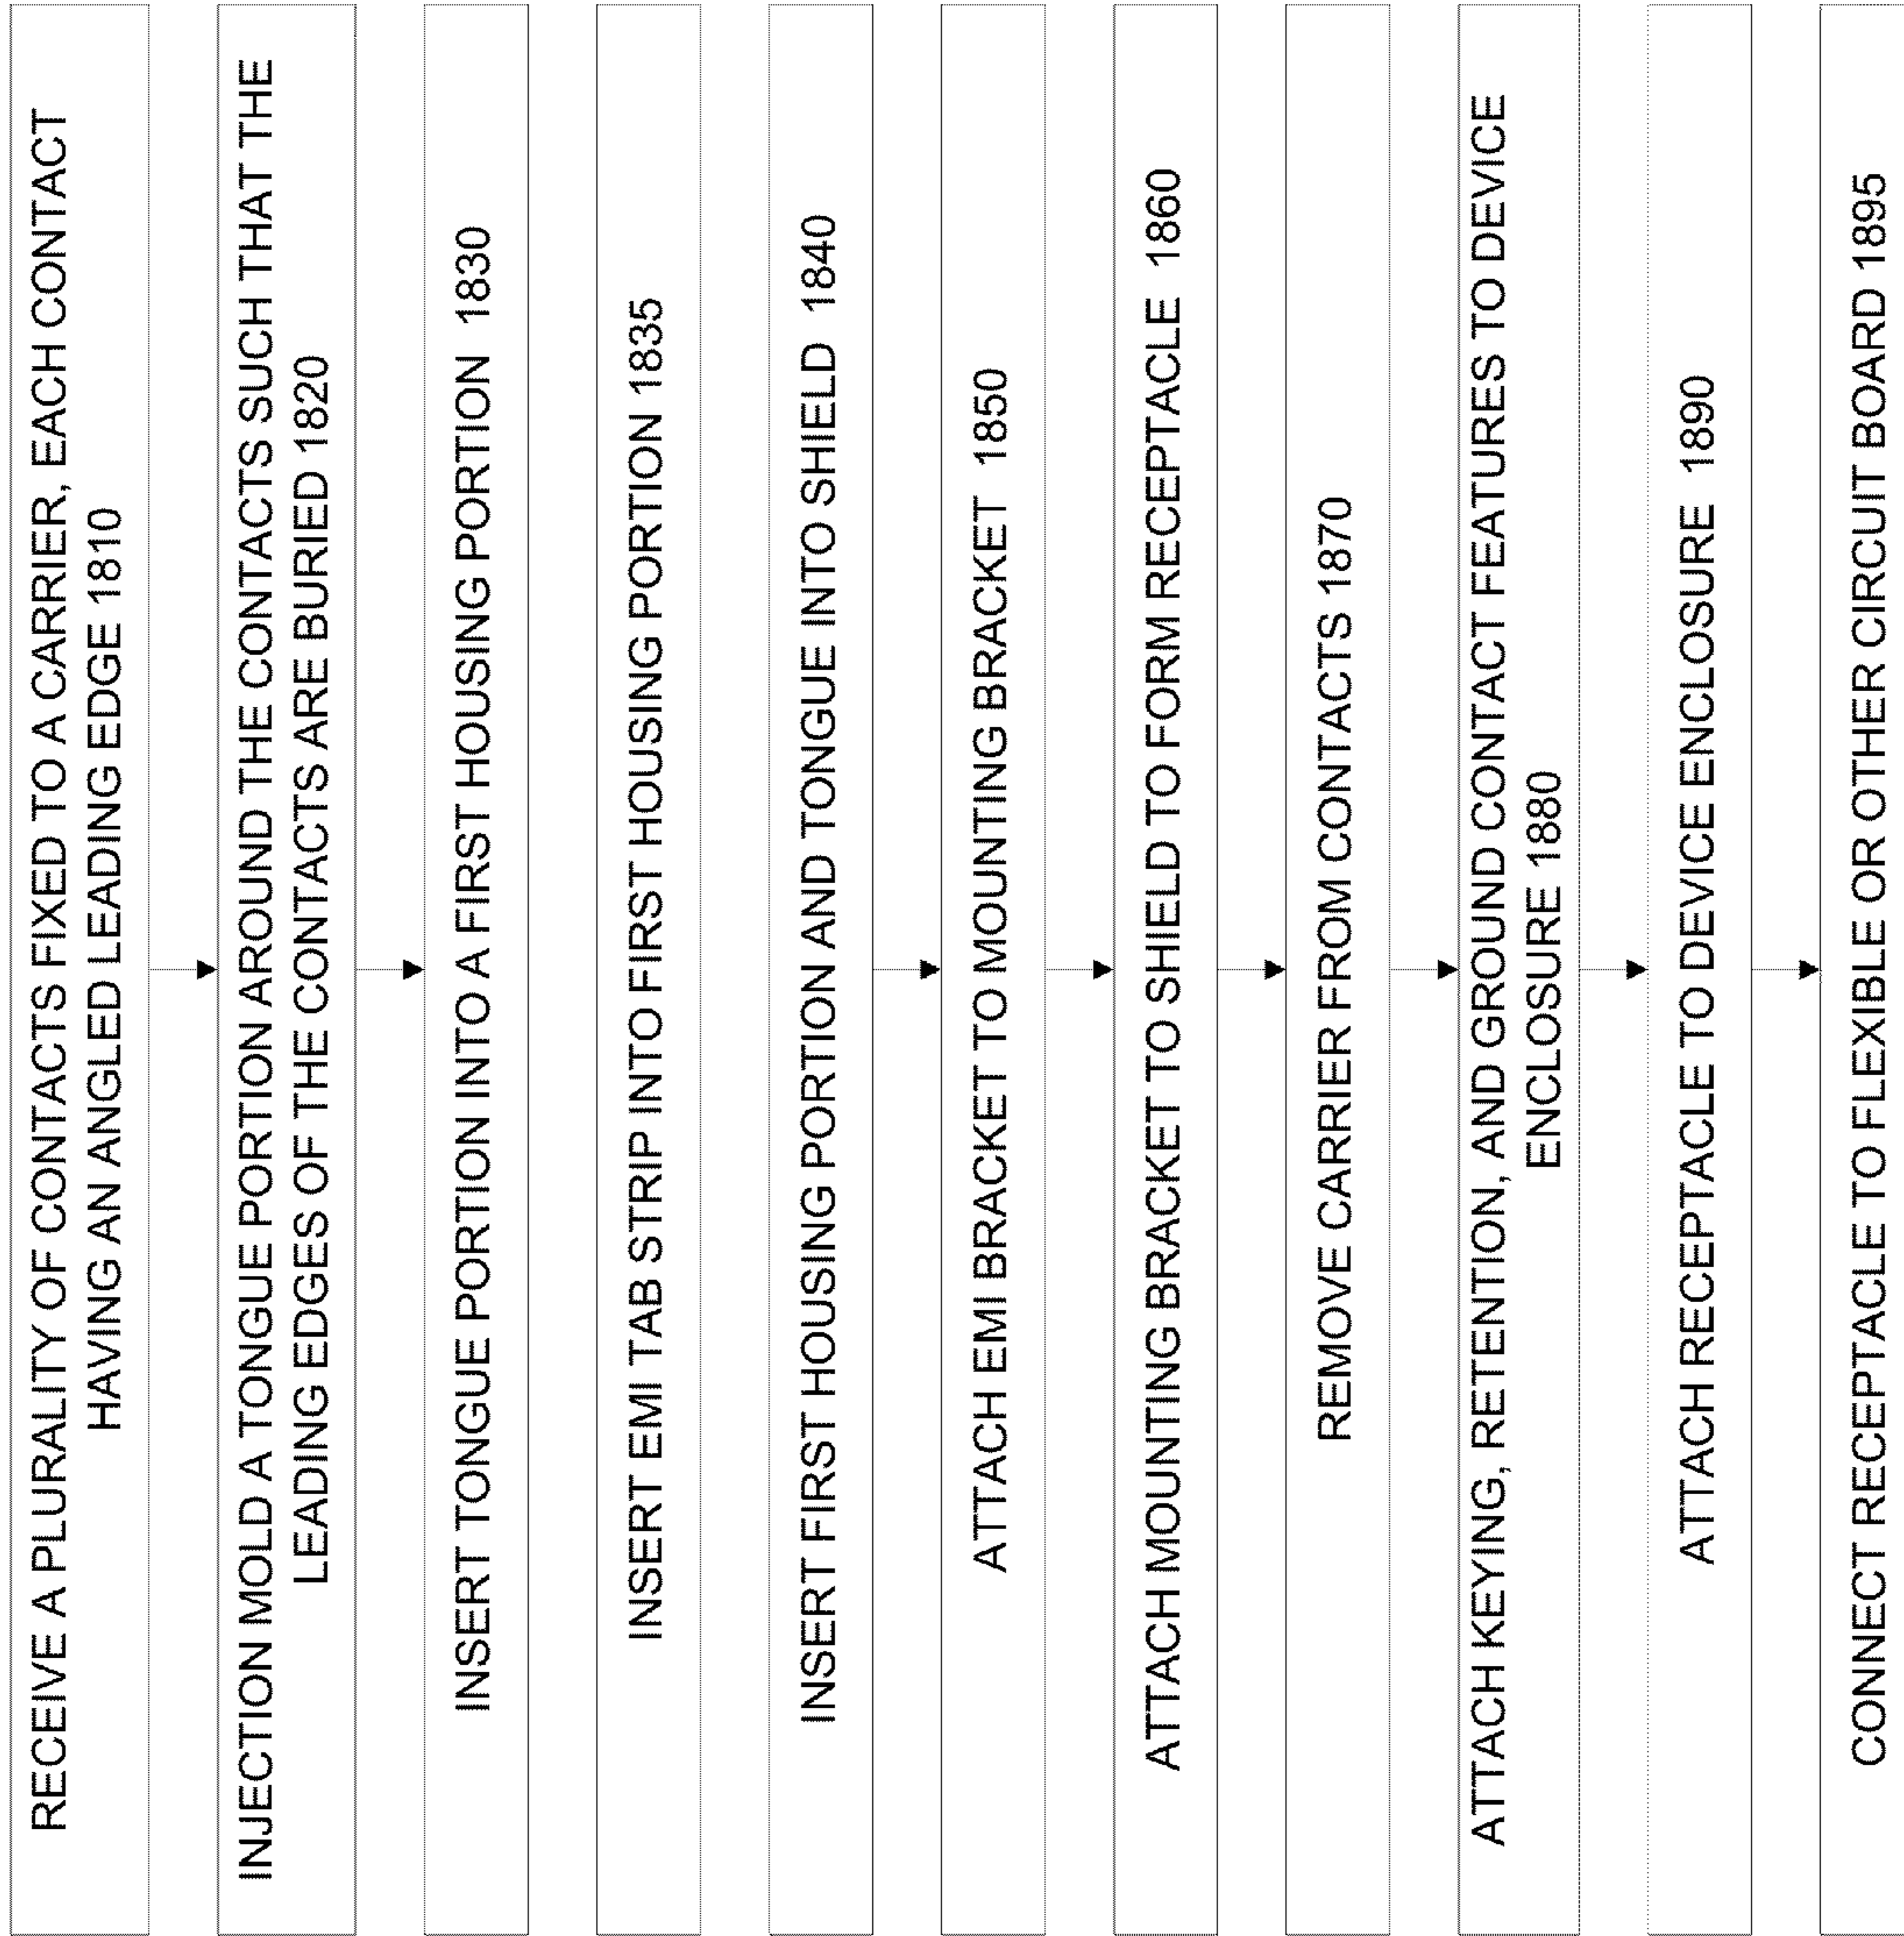 RECEIVE A PLURALITY OF CONTACTS FIXED TO A CARRIER, EACH CONTACT
HAVING AN ANGLED LEADING EDGE 1810
INJECTION MOLD A TONGUE PORTION AROUND THE CONTACTS SUCH THAT THE
LEADING EDGES OF THE CONTACTS ARE BURIED 1820
INSERT TONGUE PORTION INTO A FIRST HOUSING PORTION 1830
INSERT EMI TAB STRIP INTO FIRST HOUSING PORTION 1835
INSERT FIRST HOUSING PORTION AND TONGUE INTO SHIELD 1840
ATTACH EMI BRACKET TO MOUNTING BRACKET 1850
ATTACH MOUNTING BRACKET TO SHIELD TO FORM RECEPTACLE 1860
REMOVE CARRIER FROM CONTACTS 1870
ATTACH KEYING, RETENTION, AND GROUND CONTACT FEATURES TO DEVICE
ENCLOSURE 1880
ATTACH RECEPTACLE TO DEVICE ENCLOSURE 1890
CONNECT RECEPTACLE TO FLEXIBLE OR OTHER CIRCUIT BOARD 1895